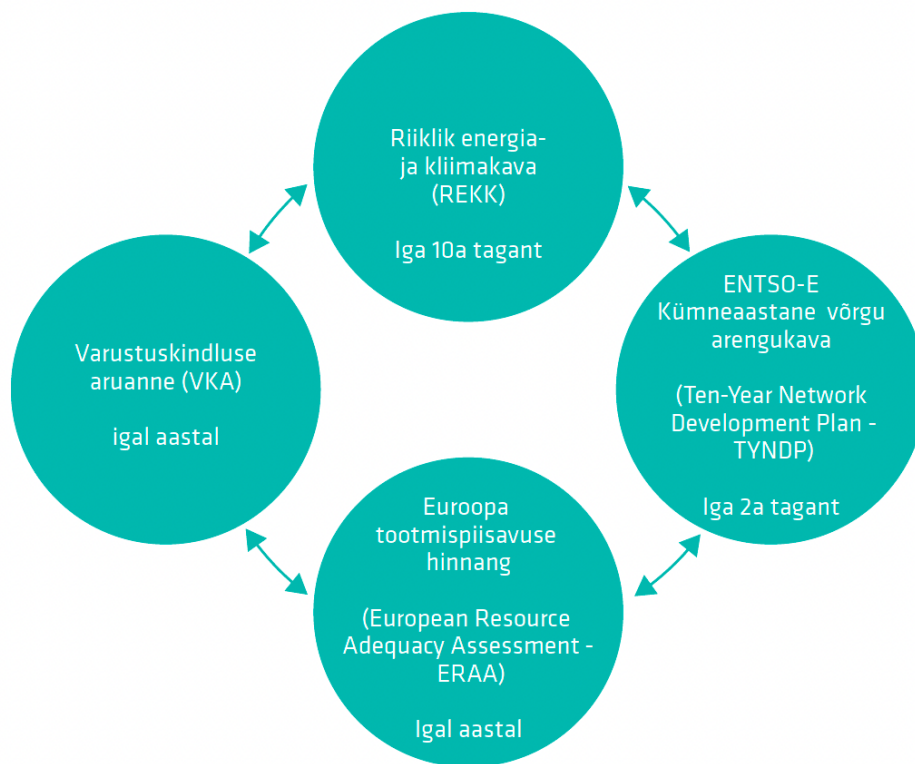 Riiklik energia-
ja kliimakava
(REKK)
Iga 10a tagant
ENTSO-E
Kümneaastane võrgu
arengukava
(Ten-Year Network
Development Plan -
TYNDP)
Iga 2a tagant
Varustuskindluse
aruanne (VKA)
igal aastal
Euroopa
tootmispiisavuse
hinnang
(European Resource
Adequacy Assessment -
ERAA)
Igal aastal